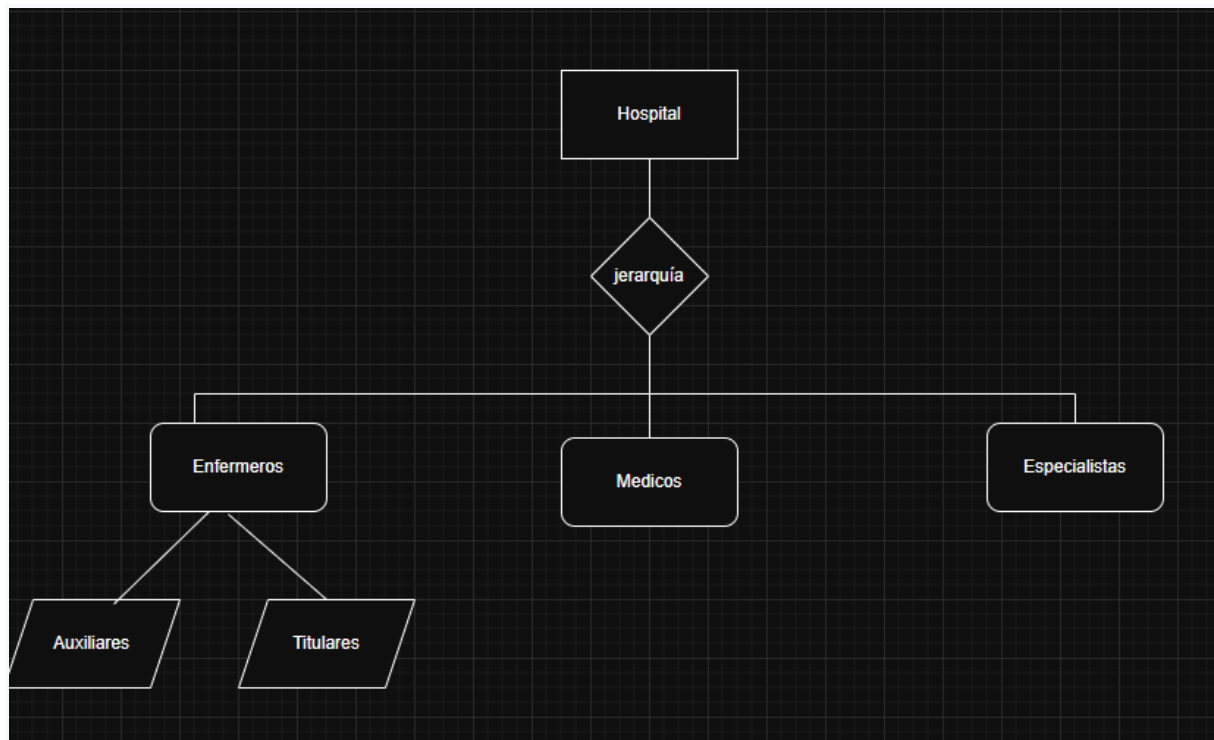 Hospital
jerarquía
Enfermeros
Medicos
Especialistas
Auxiliares
Titulares